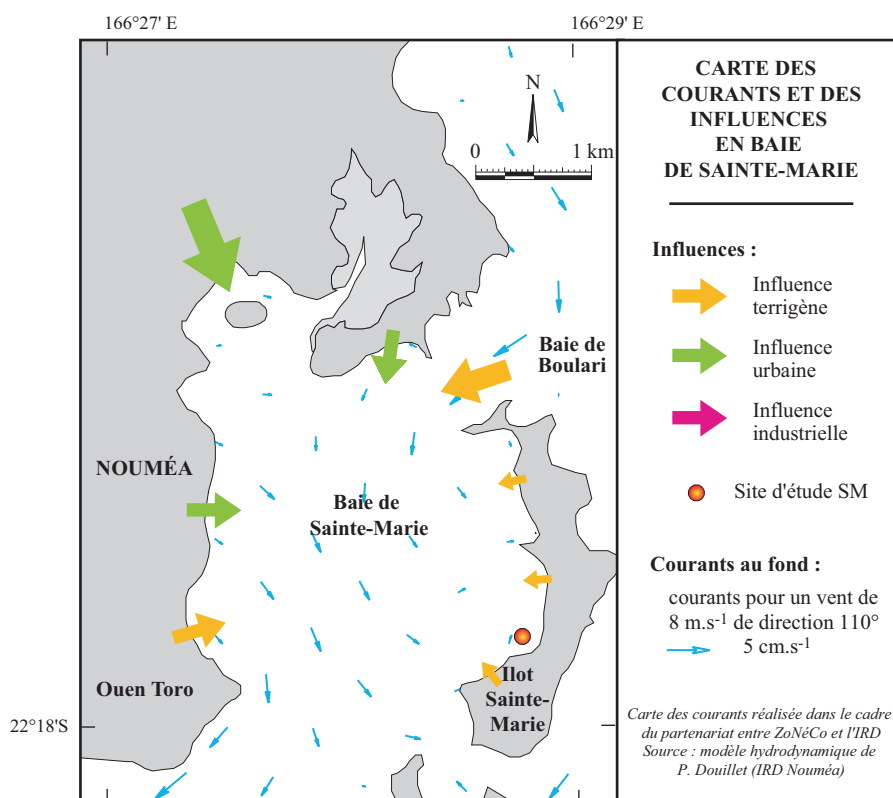 166°27' E
166°29' E
N
0 1 km
Baie de
Boulari
NOUMÉA
Baie de
Sainte-Marie
Ouen Toro
Ilot
Sainte-
Marie
22°18'S
CARTE DES
COURANTS ET DES
INFLUENCES
EN BAIE
DE SAINTE-MARIE
Influences :
Influence
terrigène
Influence
urbaine
Influence
industrielle
Site d'étude SM
Courants au fond :
courants pour un vent de
8 m.s-1 de direction 110°
5 cm.s-1
Carte des courants réalisée dans le cadre
du partenariat entre ZoNéCo et l'IRD
Source : modèle hydrodynamique de
P. Douillet (IRD Nouméa)